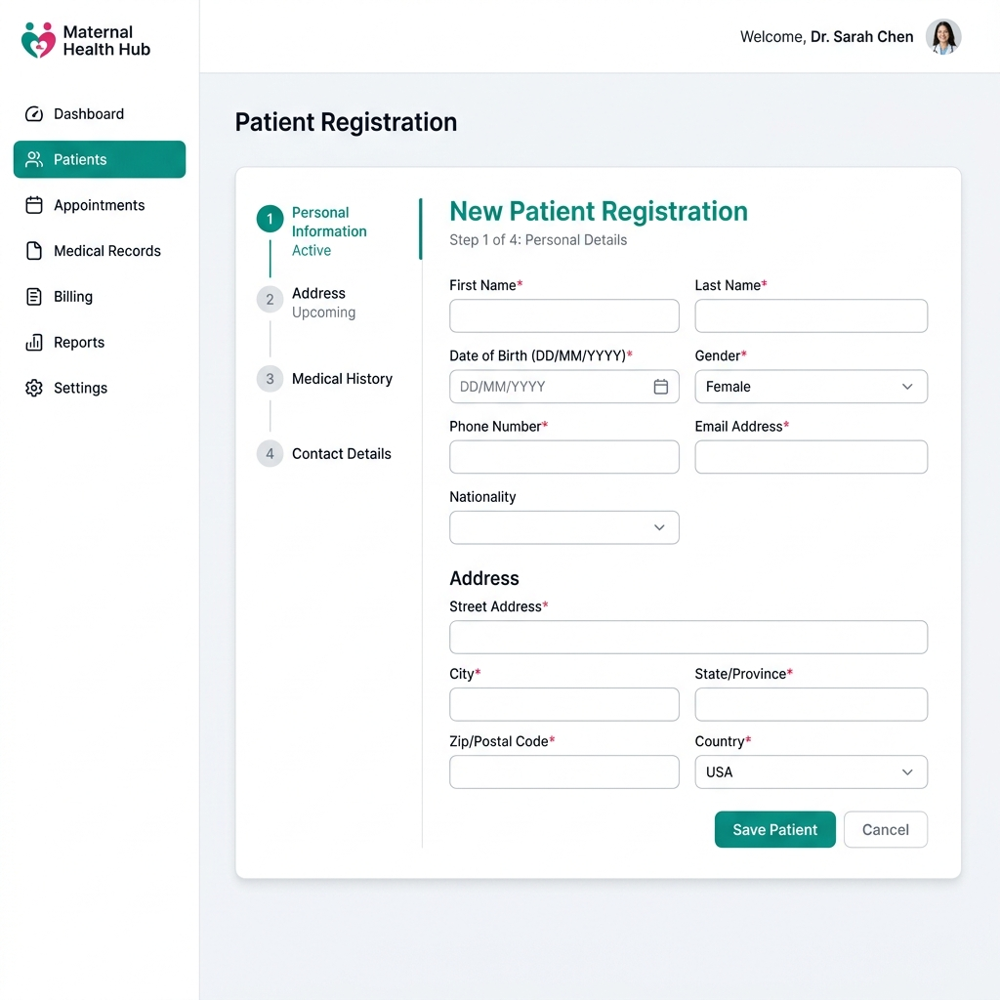 Maternal
Health Hub
Welcome, Dr. Sarah Chen
Dashboard
Patients
Appointments
Medical Records
Billing
Reports
Settings
Patient Registration
1
Personal
Information
Active
2
Address
Upcoming
3
Medical History
4
Contact Details
New Patient Registration
Step 1 of 4: Personal Details
First Name*
Last Name*
Date of Birth (DD/MM/YYYY)*
Gender*
DD/MM/YYYY
Female
Phone Number*
Email Address*
Nationality
Address
Street Address*
City*
State/Province*
Zip/Postal Code*
Country*
USA
Save Patient
Cancel